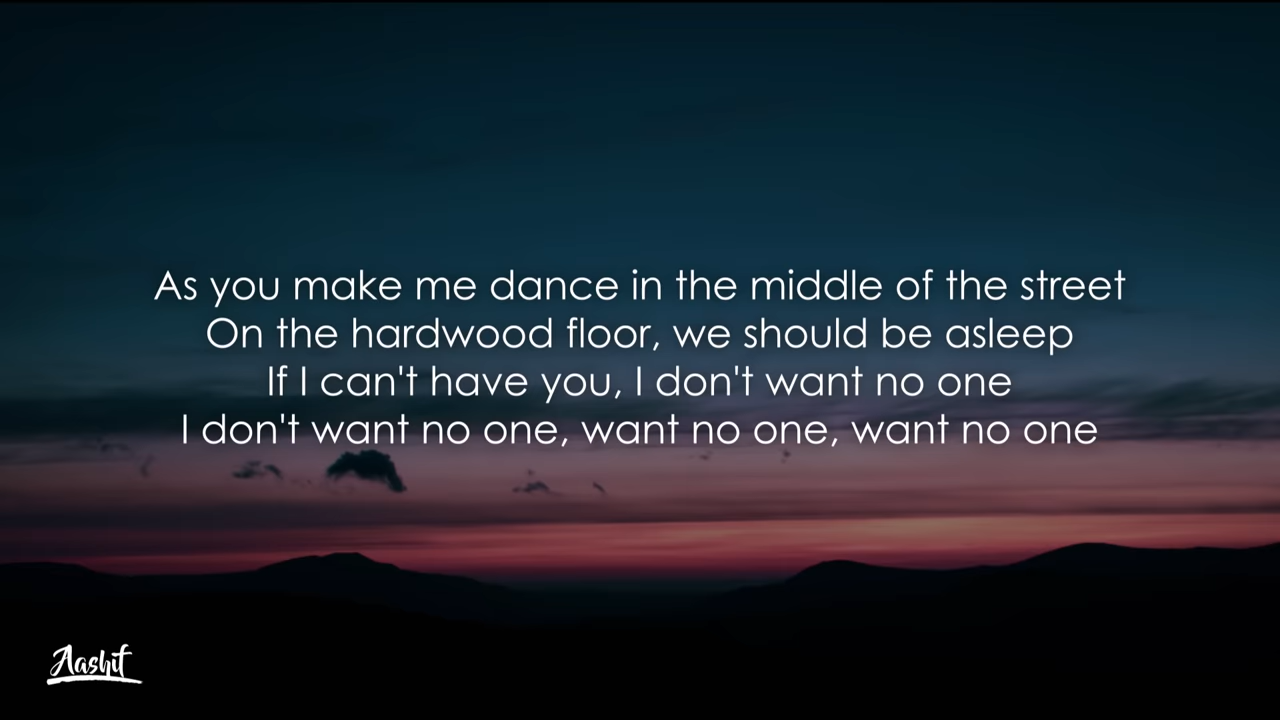 As you make me dance in the middle of the street
On the hardwood floor, we should be asleep
If I can't have you, I don't want no one
I don't want no one, want no one, want no one
Aashif